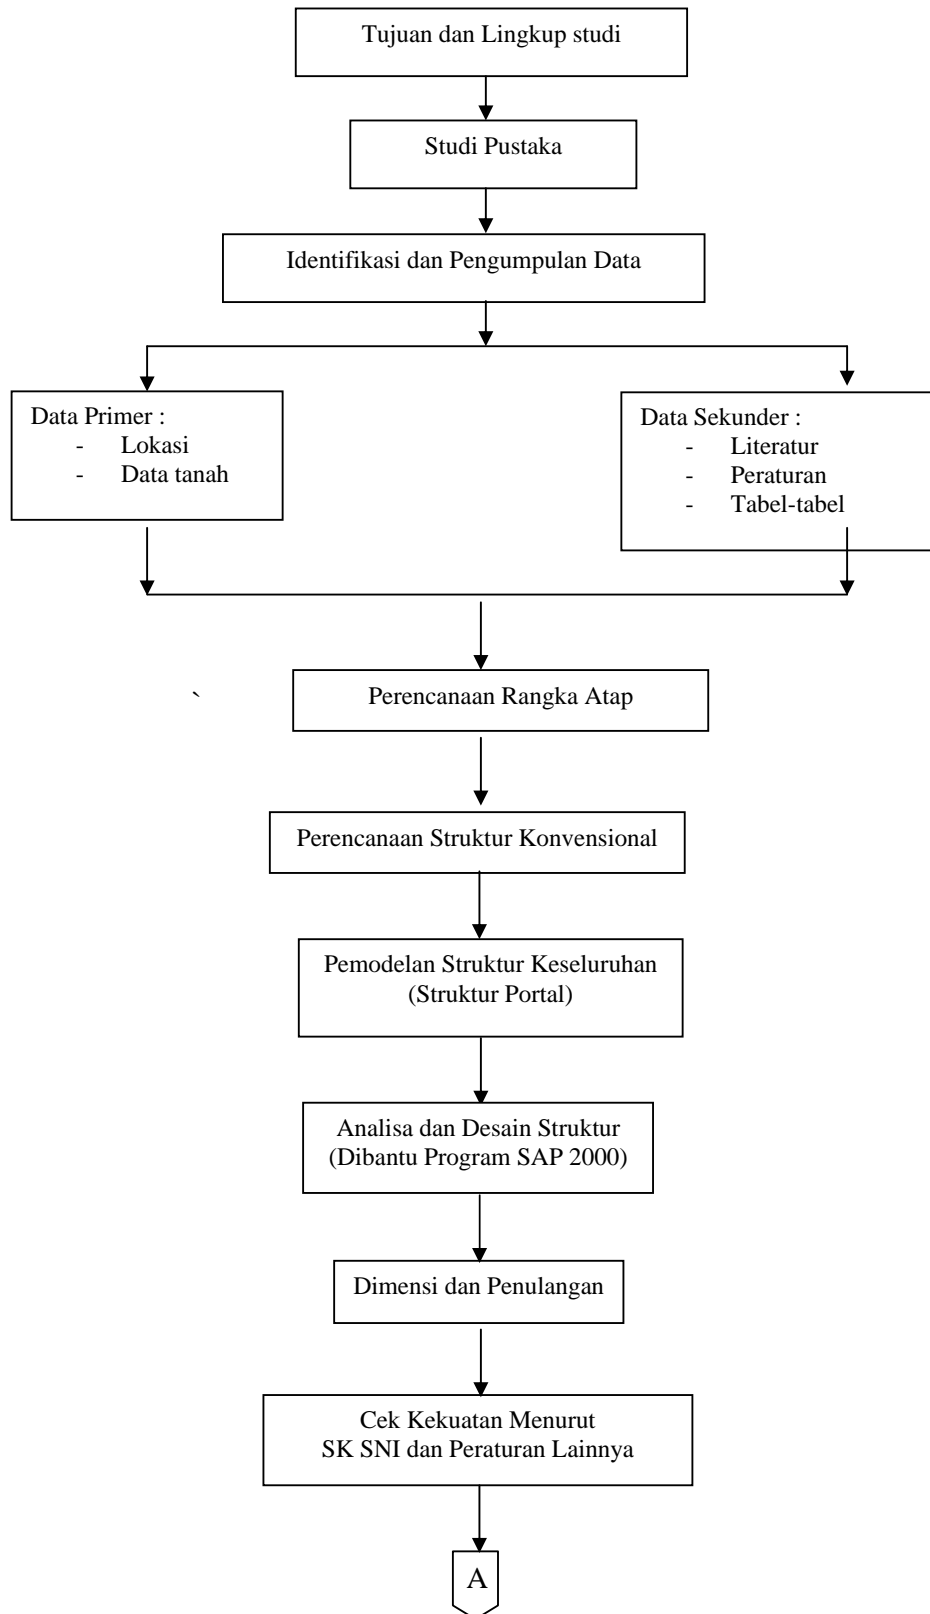 Tujuan dan Lingkup studi
Studi Pustaka
Identifikasi dan Pengumpulan Data
Data Primer :
- Lokasi
- Data tanah
Data Sekunder :
- Literatur
- Peraturan
- Tabel-tabel
`
Perencanaan Rangka Atap
Perencanaan Struktur Konvensional
Pemodelan Struktur Keseluruhan
(Struktur Portal)
Analisa dan Desain Struktur
(Dibantu Program SAP 2000)
Dimensi dan Penulangan
Cek Kekuatan Menurut
SK SNI dan Peraturan Lainnya
A